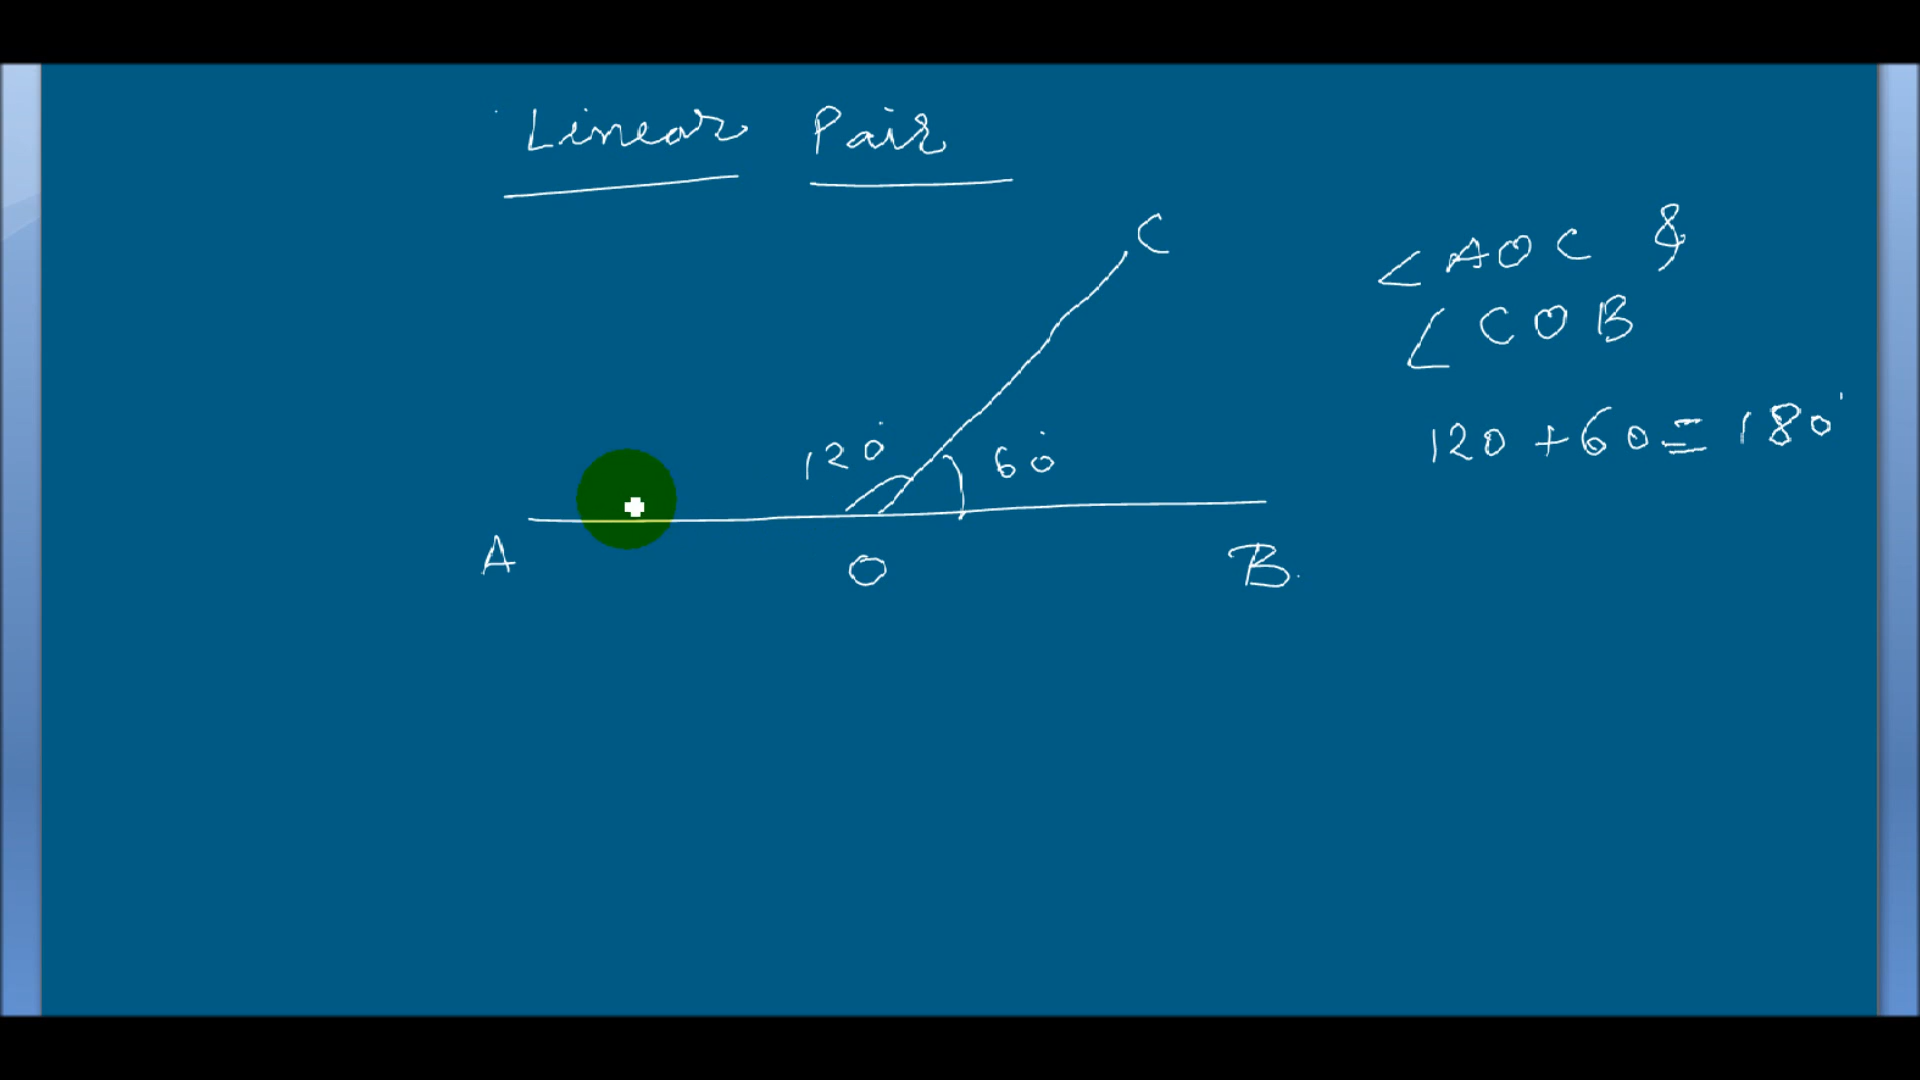 Linear Pair
C
∠AOC &
∠COB
120 + 60 = 180°
120° 60°
A O B